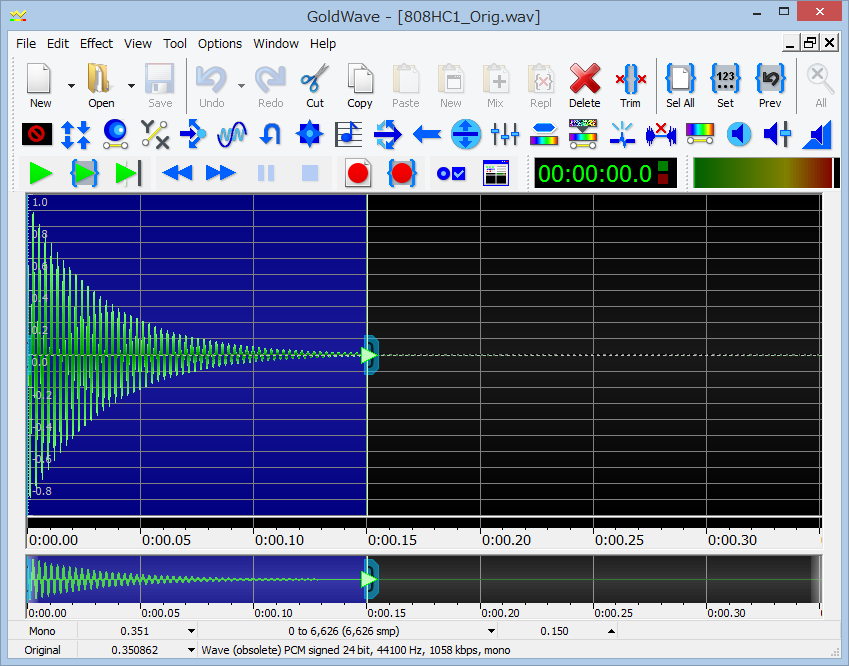 GoldWave - [808HC1_Orig.wav]
File Edit Effect View Tool Options Window Help
New Open Save Undo Redo Cut Copy Paste New Mix Repl Delete Trim Sel All Set Prev All
123
00:00:00.0
1.0
0.8
0.6
0.4
0.2
0.0
-0.2
-0.4
-0.6
-0.8
0:00.00 0:00.05 0:00.10 0:00.15 0:00.20 0:00.25 0:00.30
0:00.00 0:00.05 0:00.10 0:00.15 0:00.20 0:00.25 0:00.30
Mono 0.351 0 to 6,626 (6,626 smp) 0.150
Original 0.350862 Wave (obsolete) PCM signed 24 bit, 44100 Hz, 1058 kbps, mono